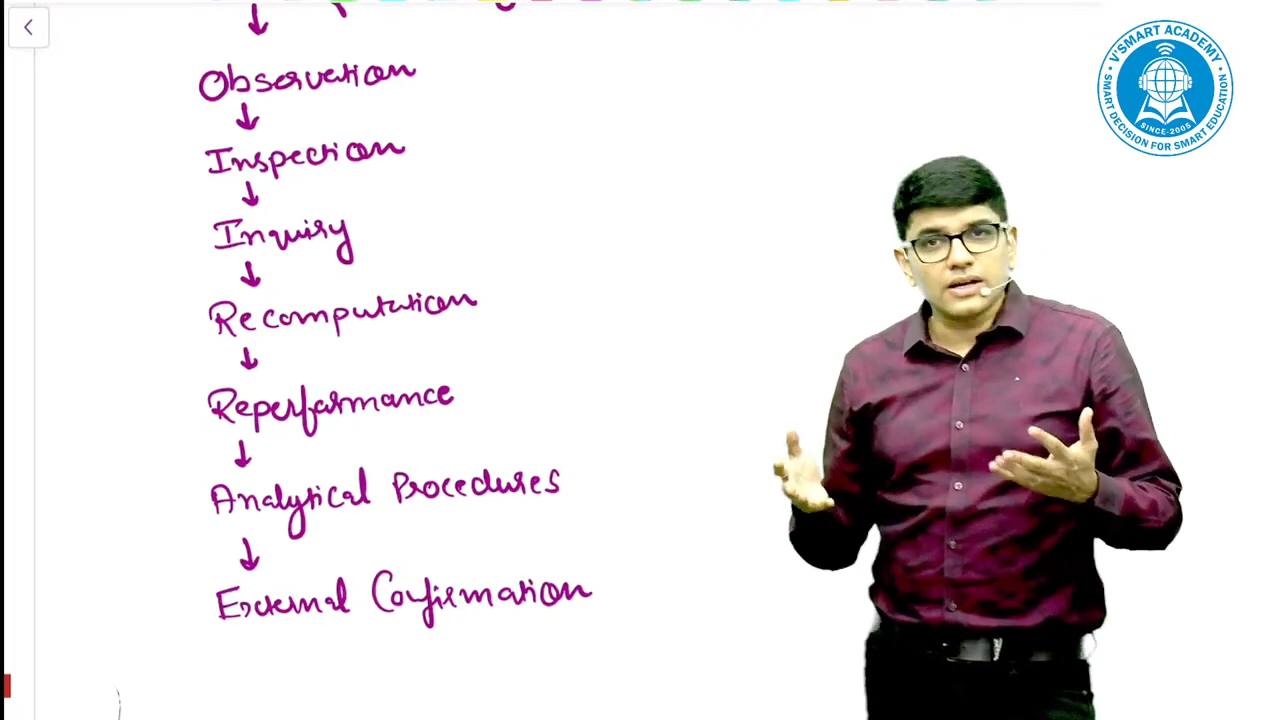 Observation
Inspection
Inquiry
Recomputation
Reperformance
Analytical Procedures
External Confirmation
V'SMART ACADEMY
SMART DECISION FOR SMART EDUCATION
SINCE-2005